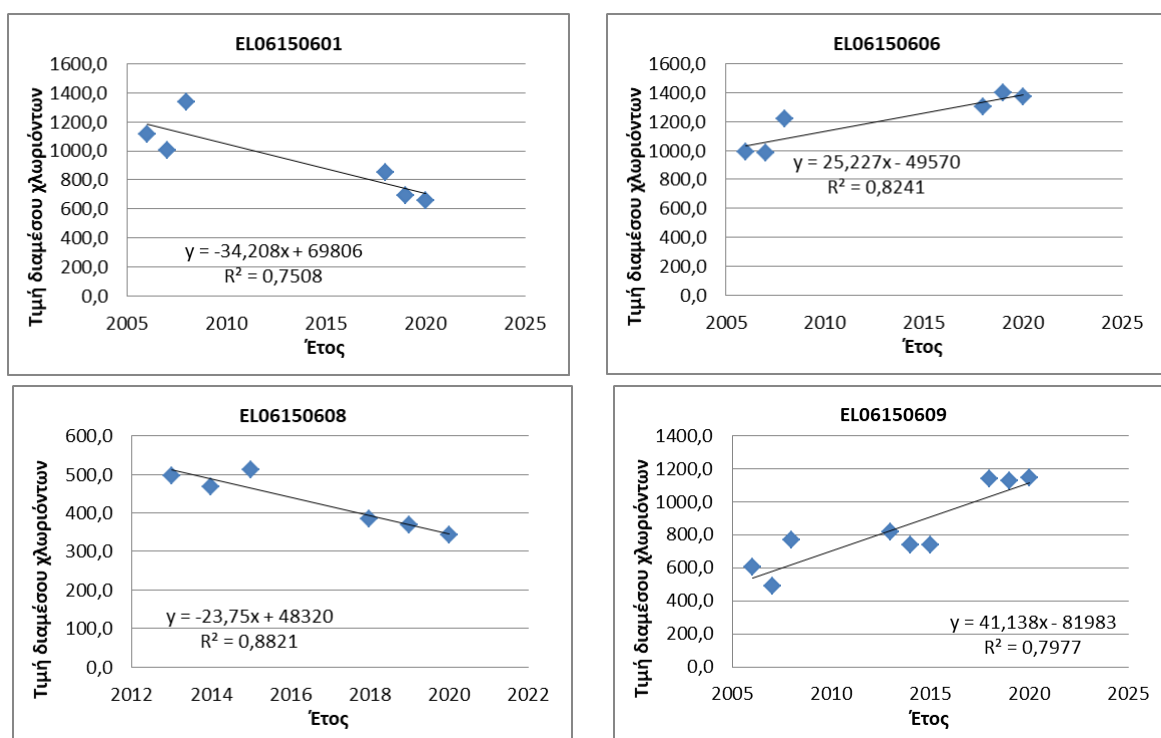 EL06150601
1600,0
1400,0
1200,0
1000,0
800,0
600,0
400,0
200,0
0,0
Τιμή διαμέσου χλωριόντων
y = -34,208x + 69806
R² = 0,7508
2005 2010 2015 2020 2025
Έτος
EL06150606
1600,0
1400,0
1200,0
1000,0
800,0
600,0
400,0
200,0
0,0
Τιμή διαμέσου χλωριόντων
y = 25,227x - 49570
R² = 0,8241
2005 2010 2015 2020 2025
Έτος
EL06150608
600,0
500,0
400,0
300,0
200,0
100,0
0,0
Τιμή διαμέσου χλωριόντων
y = -23,75x + 48320
R² = 0,8821
2012 2014 2016 2018 2020 2022
Έτος
EL06150609
1400,0
1200,0
1000,0
800,0
600,0
400,0
200,0
0,0
Τιμή διαμέσου χλωριόντων
y = 41,138x - 81983
R² = 0,7977
2005 2010 2015 2020 2025
Έτος